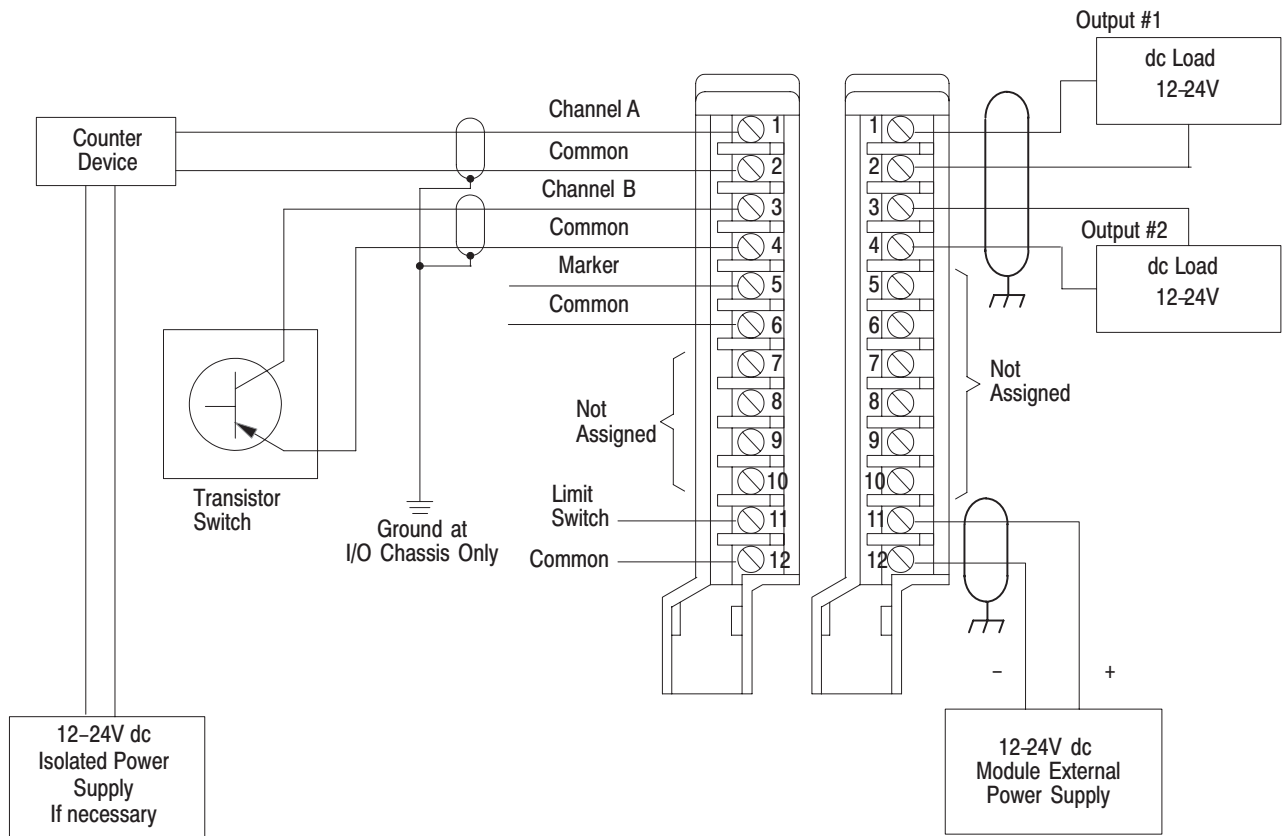 Output #1
dc Load
12–24V
Channel A
Counter
Device
Common
Channel B
Common
Marker
Common
Not
Assigned
Limit
Switch
Common
Transistor
Switch
Ground at
I/O Chassis Only
12–24V dc
Isolated Power
Supply
If necessary
1
2
3
4
5
6
7
8
9
10
11
12
1
2
3
4
5
6
7
8
9
10
11
12
Output #2
dc Load
12–24V
Not
Assigned
– +
12–24V dc
Module External
Power Supply